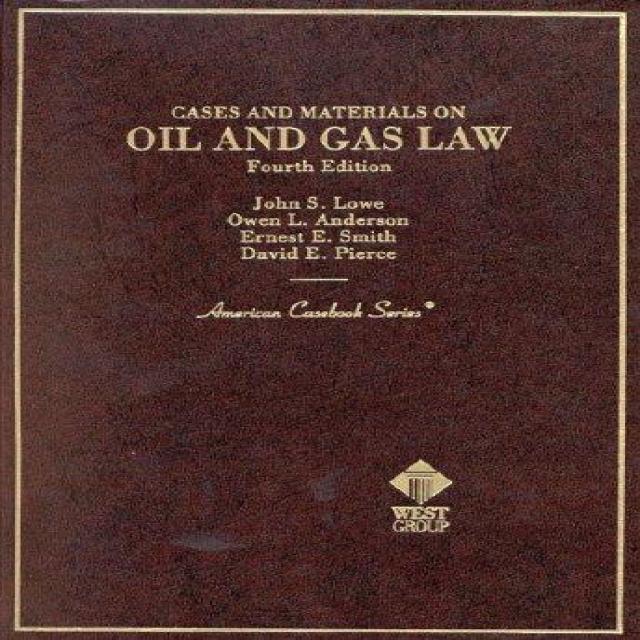 CASES AND MATERIALS ON
OIL AND GAS LAW
Fourth Edition
John S. Lowe
Owen L. Anderson
Ernest E. Smith
David E. Pierce
American Casebook Series®
WEST
GROUP